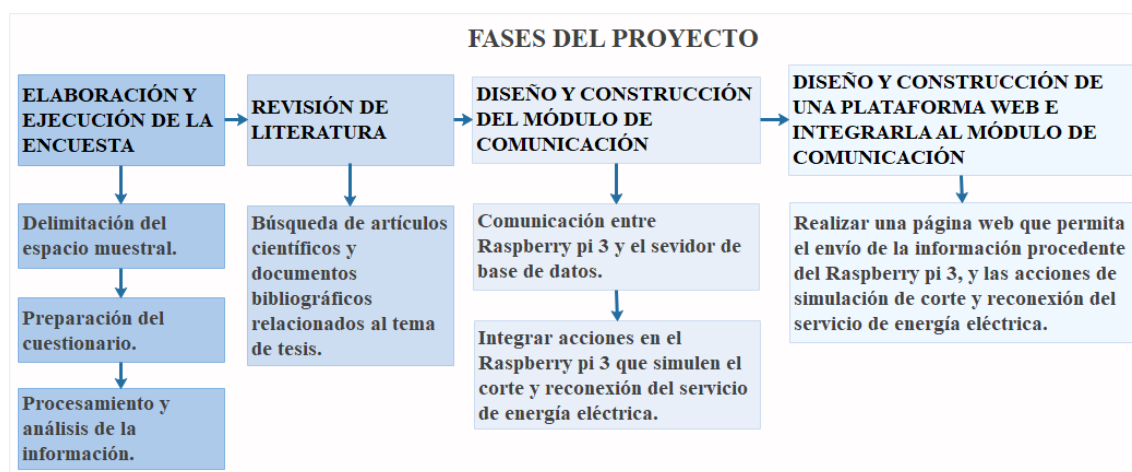 FASES DEL PROYECTO
ELABORACIÓN Y
EJECUCIÓN DE LA
ENCUESTA
Delimitación del
espacio muestral.
Preparación del
cuestionario.
Procesamiento y
análisis de la
información.
REVISIÓN DE
LITERATURA
Búsqueda de artículos
científicos y
documentos
bibliográficos
relacionados al tema
de tesis.
DISEÑO Y CONSTRUCCIÓN
DEL MÓDULO DE
COMUNICACIÓN
Comunicación entre
Raspberry pi 3 y el sevidor de
base de datos.
Integrar acciones en el
Raspberry pi 3 que simulen el
corte y reconexión del servicio
de energía eléctrica.
DISEÑO Y CONSTRUCCIÓN DE
UNA PLATAFORMA WEB E
INTEGRARLA AL MÓDULO DE
COMUNICACIÓN
Realizar una página web que permita
el envío de la información procedente
del Raspberry pi 3, y las acciones de
simulación de corte y reconexión del
servicio de energía eléctrica.